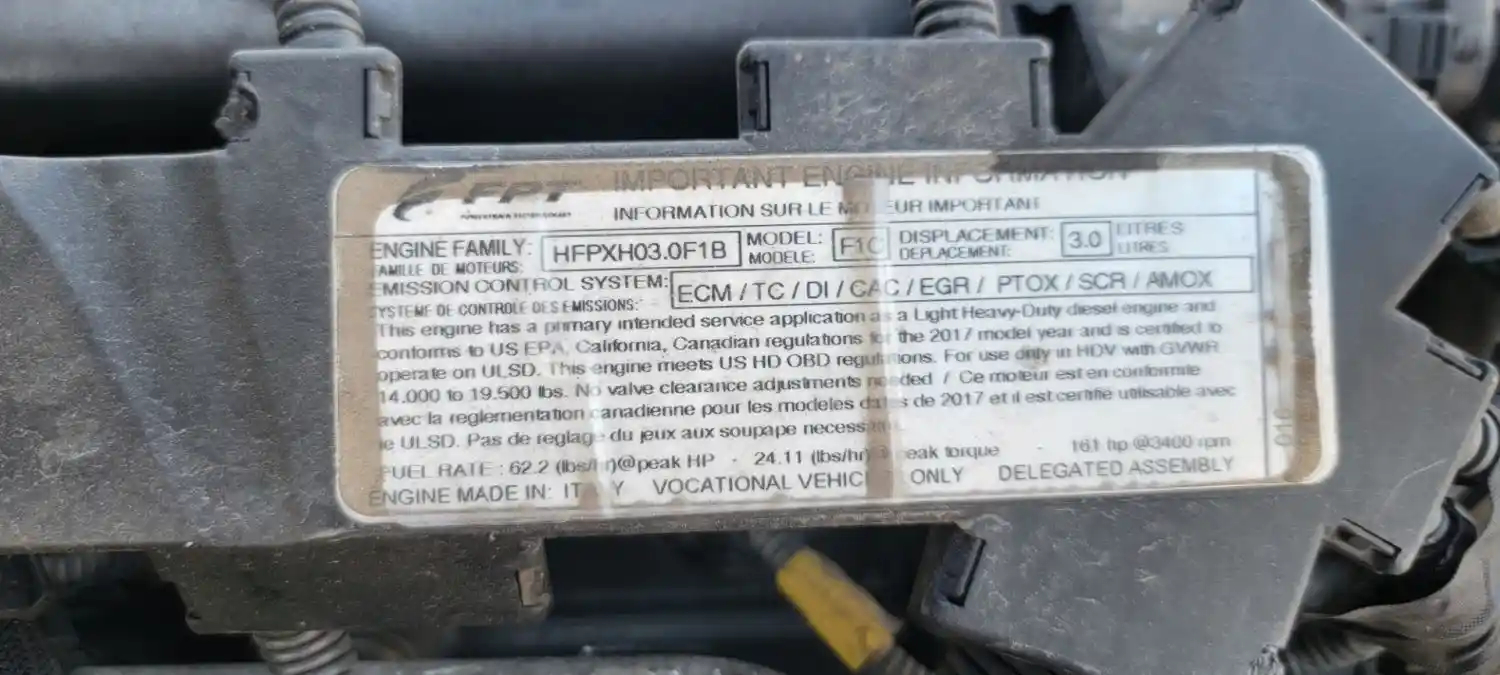 FPT IMPORTANT ENGINE INFORMATION
POWERTRAIN TECHNOLOGIES INFORMATION SUR LE MOTEUR IMPORTANT
ENGINE FAMILY: HFPXH03.0F1B MODEL: F1C DISPLACEMENT: 3.0 LITRES
FAMILLE DE MOTEURS: MODELE: DEPLACEMENT: LITRES
EMISSION CONTROL SYSTEM: ECM / TC / DI / CAC / EGR / PTOX / SCR / AMOX
SYSTEME DE CONTROLE DES EMISSIONS:
This engine has a primary intended service application as a Light Heavy-Duty diesel engine and
conforms to US EPA, California, Canadian regulations for the 2017 model year and is certified to
operate on ULSD. This engine meets US HD OBD regulations. For use only in HDV with GVWR
14.000 to 19.500 lbs. No valve clearance adjustments needed / Ce moteur est en conformite
avec la reglementation canadienne pour les modeles dates de 2017 et il est certifie utilisable avec
le ULSD. Pas de reglage du jeux aux soupape necess
FUEL RATE : 62.2 (lbs/hr)@peak HP - 24.11 (lbs/hr) peak torque - 161 hp @3400 rpm
ENGINE MADE IN: ITALY VOCATIONAL VEHICLE ONLY DELEGATED ASSEMBLY